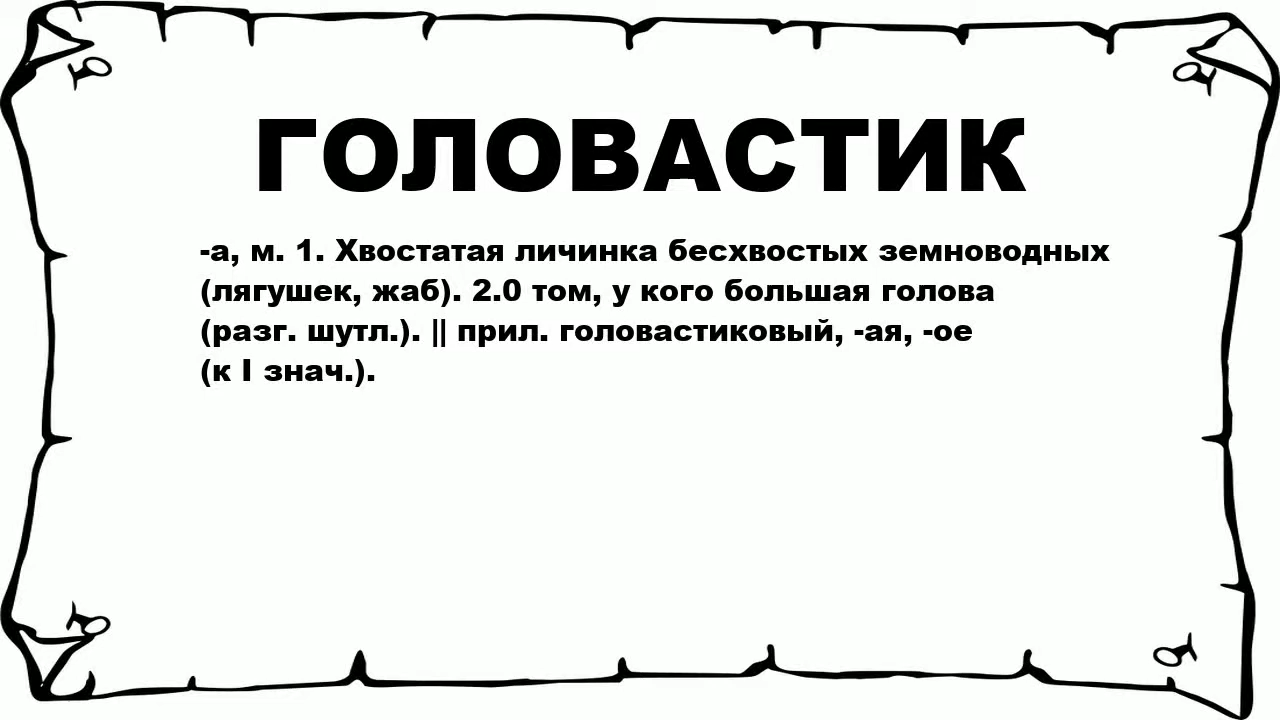 ГОЛОВАСТИК
-а, м. 1. Хвостатая личинка бесхвостых земноводных
(лягушек, жаб). 2.0 том, у кого большая голова
(разг. шутл.). || прил. головастиковый, -ая, -ое
(к I знач.).